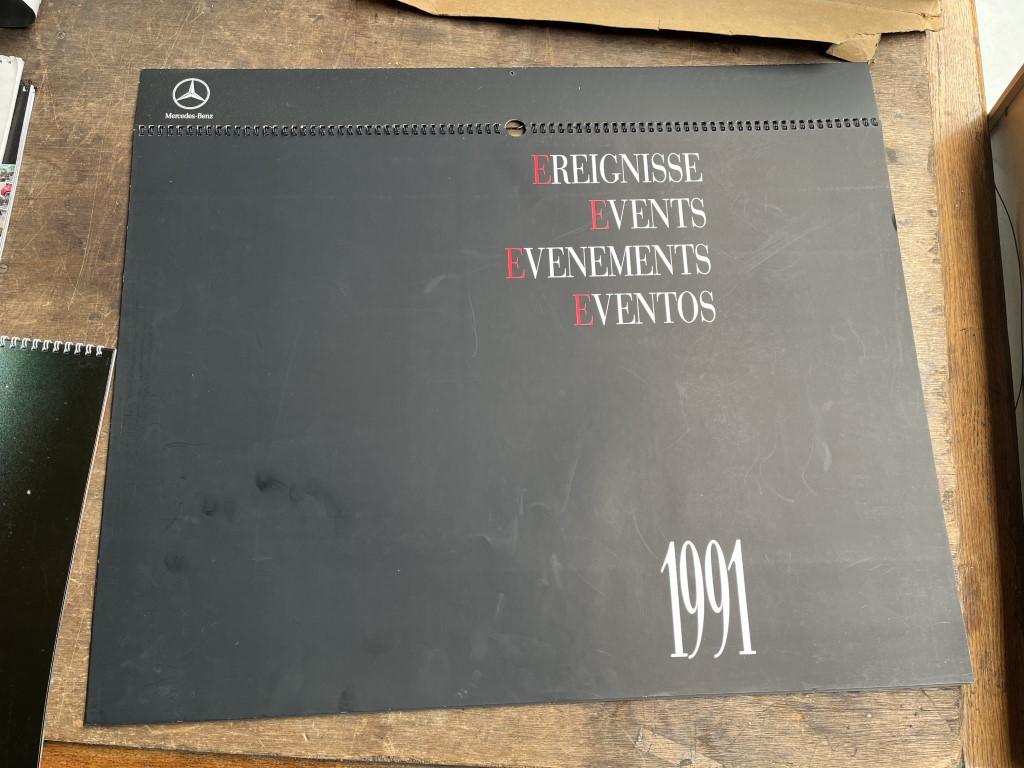 Mercedes-Benz
EREIGNISSE
EVENTS
EVENEMENTS
EVENTOS
1991